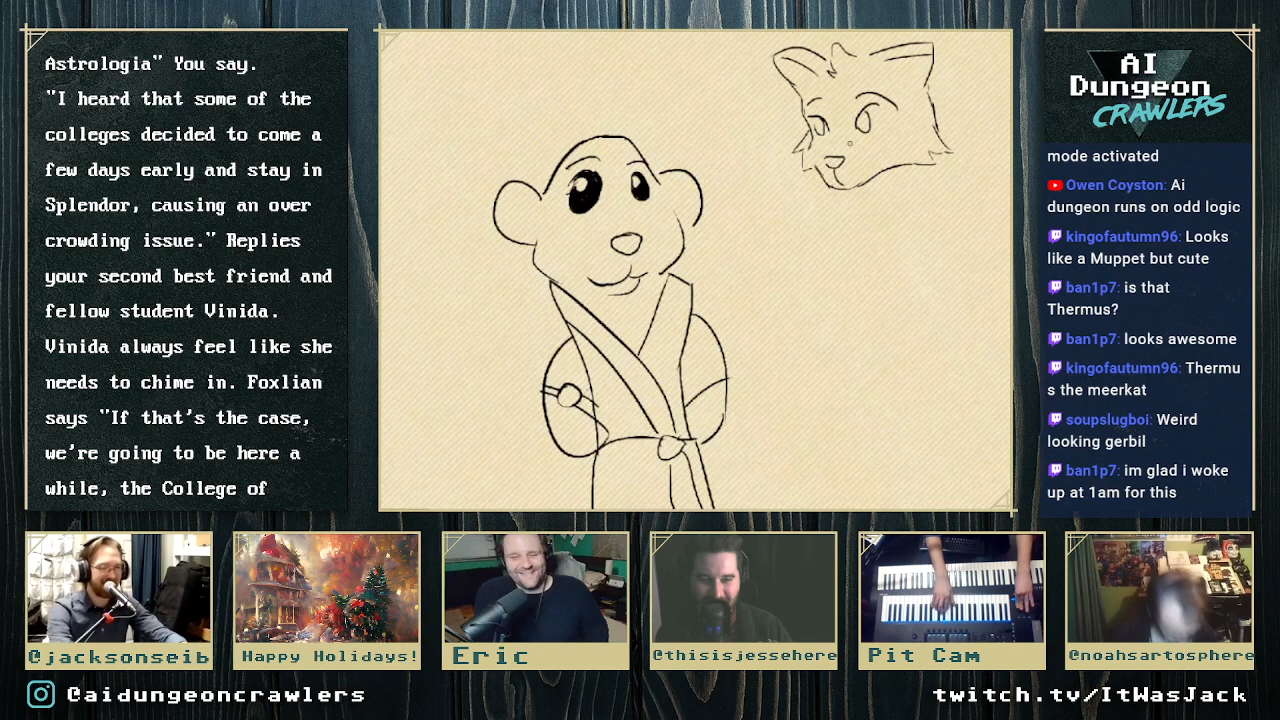 Astrologia" You say.
"I heard that some of the
colleges decided to come a
few days early and stay in
Splendor, causing an over
crowding issue." Replies
your second best friend and
fellow student Vinida.
Vinida always feel like she
needs to chime in. Foxlian
says "If that's the case,
we're going to be here a
while, the College of
AI
Dungeon
CRAWLERS
mode activated
Owen Coyston: Ai
dungeon runs on odd logic
kingofautumn96: Looks
like a Muppet but cute
ban1p7: is that
Thermus?
ban1p7: looks awesome
kingofautumn96: Thermu
s the meerkat
soupslugboi: Weird
looking gerbil
ban1p7: im glad i woke
up at 1am for this
@jacksonseib
Happy Holidays!
Eric
@thisisjessehere
Pit Cam
@noahsartosphere
@aidungeoncrawlers
twitch.tv/ItWasJack